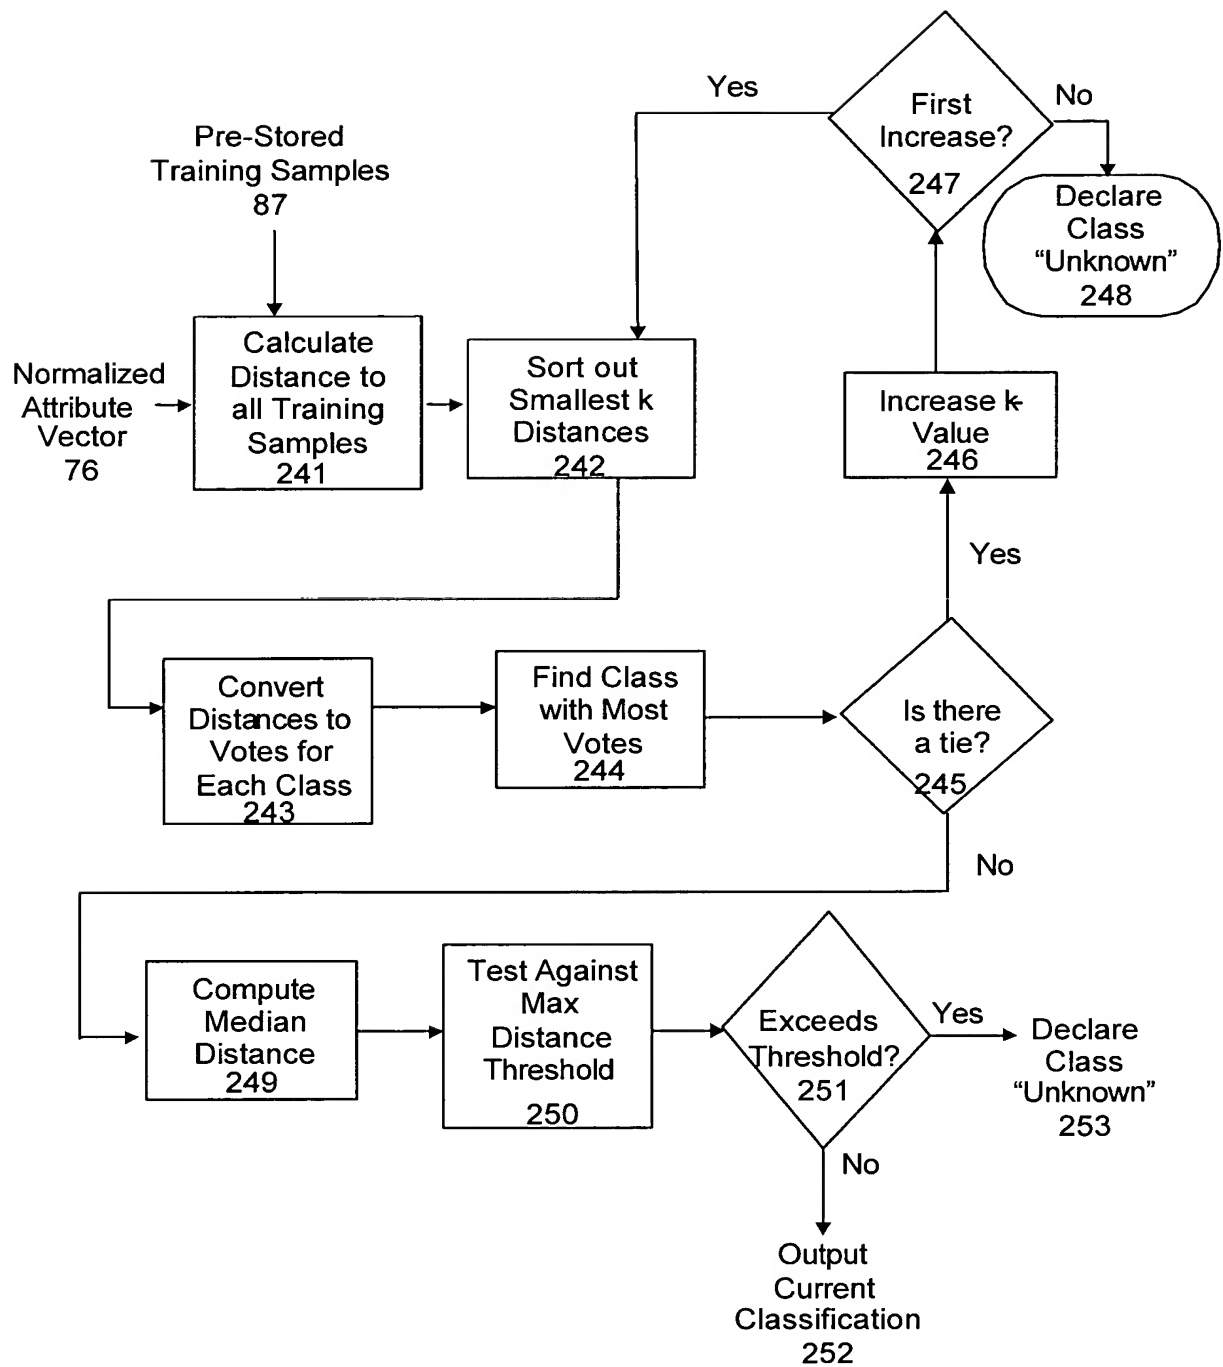 Yes
First
Increase?
247
No
Declare
Class
“Unknown”
248
Pre-Stored
Training Samples
87
Normalized
Attribute
Vector
76
Calculate
Distance to
all Training
Samples
241
Sort out
Smallest k
Distances
242
Increase k-
Value
246
Yes
Convert
Distances to
Votes for
Each Class
243
Find Class
with Most
Votes
244
Is there
a tie?
245
No
Compute
Median
Distance
249
Test Against
Max
Distance
Threshold
250
Exceeds
Threshold?
251
Yes
Declare
Class
“Unknown”
253
No
Output
Current
Classification
252